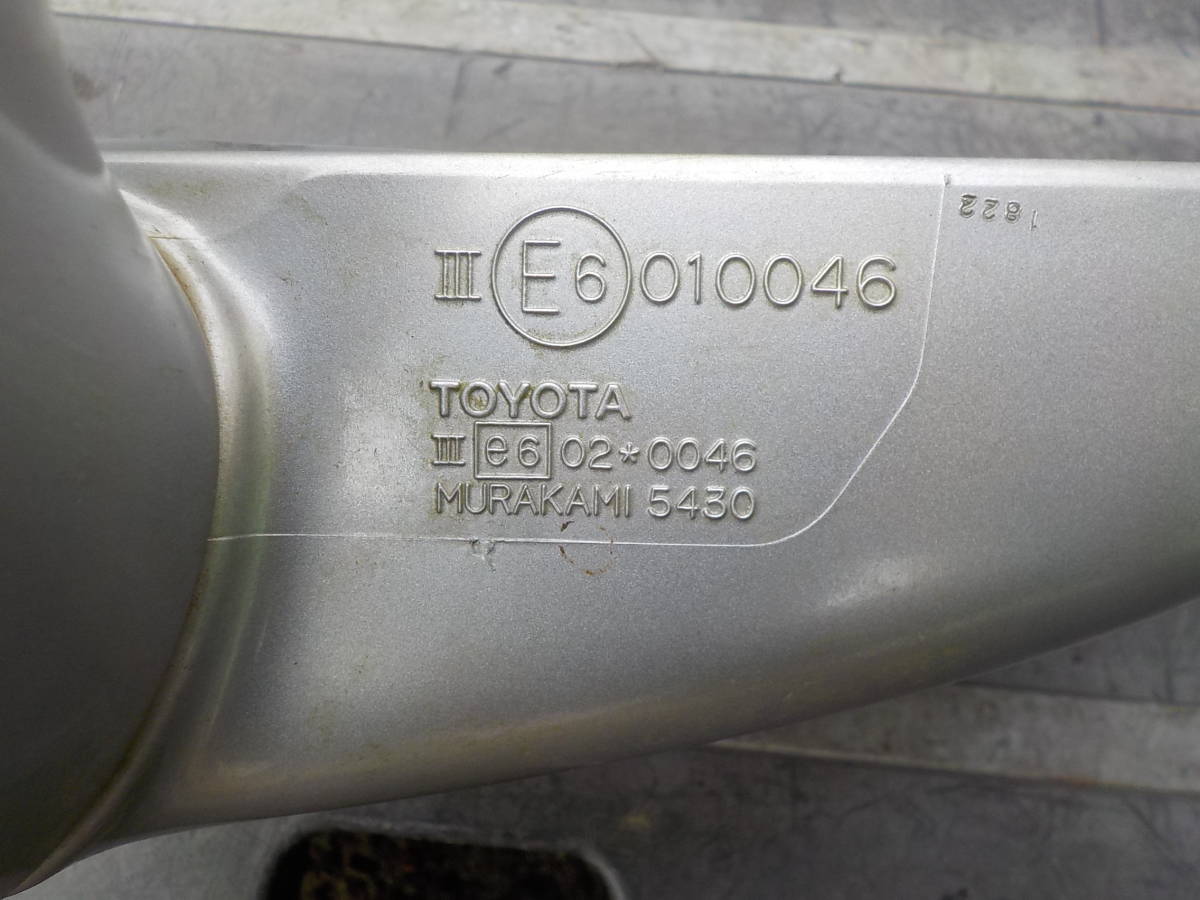 III E6 010046
1822
TOYOTA
III e6 02*0046
MURAKAMI 5430